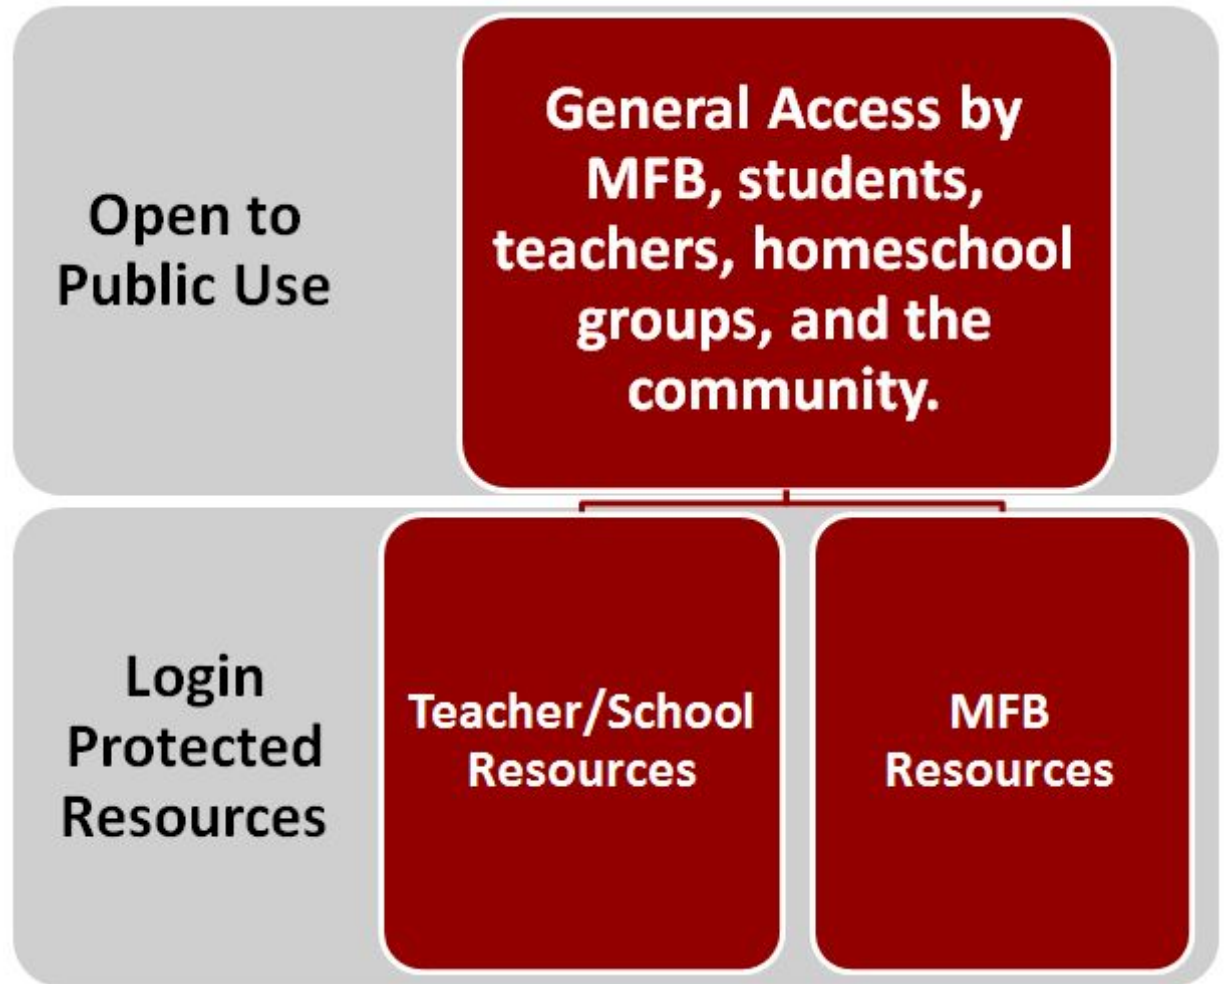 Open to
Public Use
General Access by
MFB, students,
teachers, homeschool
groups, and the
community.
Login
Protected
Resources
Teacher/School
Resources
MFB
Resources